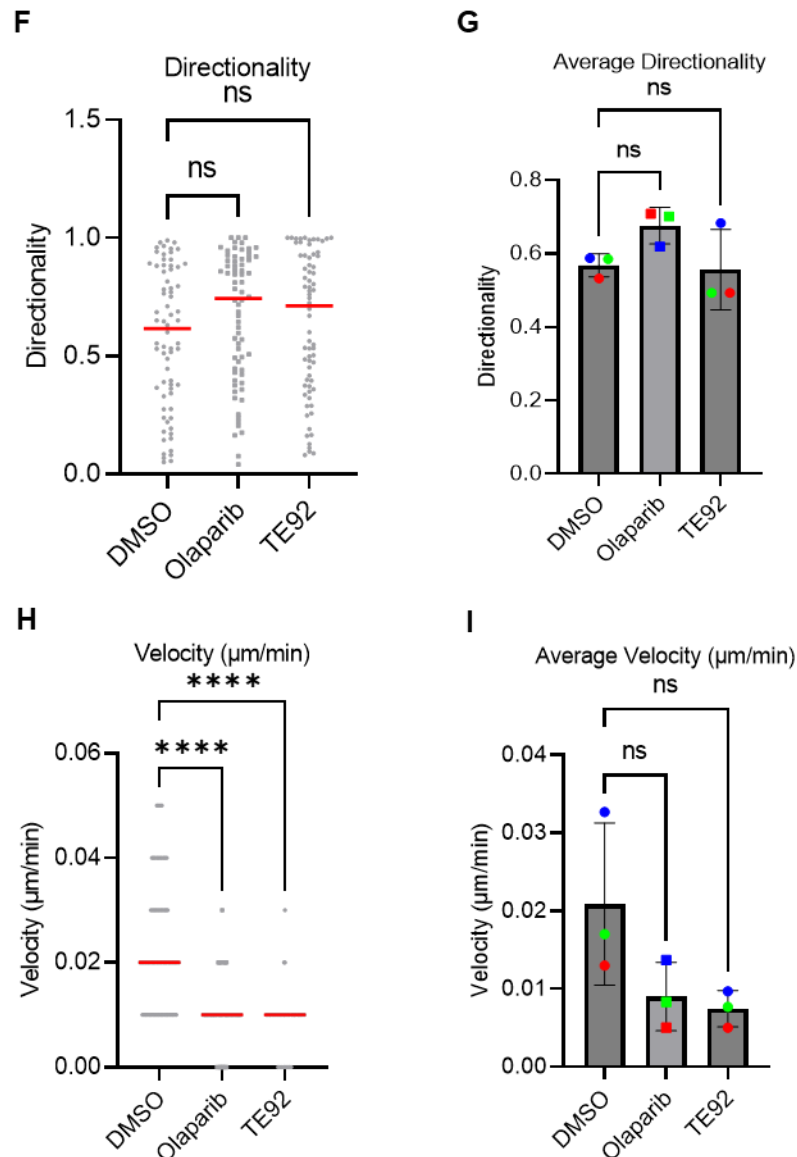 F
Directionality
ns
ns
1.5
1.0
0.5
0.0
Directionality
DMSO
Olaparib
TE92
G
Average Directionality
ns
ns
0.8
0.6
0.4
0.2
0.0
Directionality
DMSO
Olaparib
TE92
H
Velocity (µm/min)
****
****
0.06
0.04
0.02
0.00
Velocity (µm/min)
DMSO
Olaparib
TE92
I
Average Velocity (µm/min)
ns
ns
0.04
0.03
0.02
0.01
0.00
Velocity (µm/min)
DMSO
Olaparib
TE92